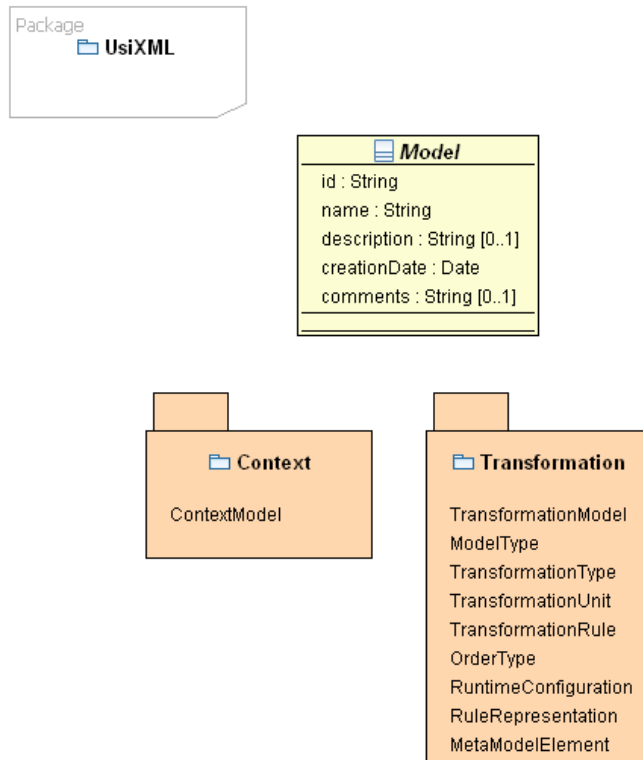 Package
UsiXML
Model
id : String
name : String
description : String [0..1]
creationDate : Date
comments : String [0..1]
Context
ContextModel
Transformation
TransformationModel
ModelType
TransformationType
TransformationUnit
TransformationRule
OrderType
RuntimeConfiguration
RuleRepresentation
MetaModelElement